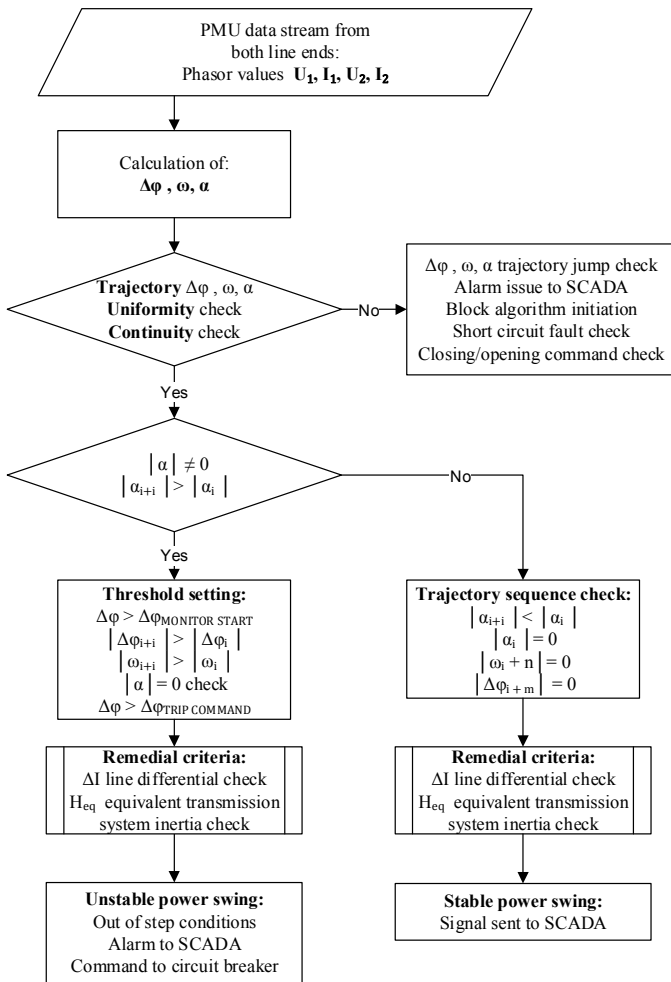 PMU data stream from
both line ends:
Phasor values U₁, I₁, U₂, I₂
Calculation of:
Δφ , ω, α
Trajectory Δφ , ω, α
Uniformity check
Continuity check
No
Δφ , ω, α trajectory jump check
Alarm issue to SCADA
Block algorithm initiation
Short circuit fault check
Closing/opening command check
Yes
|α| ≠ 0
|αᵢ₊ᵢ| > |αᵢ|
No
Yes
Threshold setting:
Δφ > Δφ_MONITOR START
|Δφᵢ₊ᵢ| > |Δφᵢ|
|ωᵢ₊ᵢ| > |ωᵢ|
|α| = 0 check
Δφ > Δφ_TRIP COMMAND
Trajectory sequence check:
|αᵢ₊ᵢ| < |αᵢ|
|αᵢ| = 0
|ωᵢ + n| = 0
|Δφᵢ ₊ ₘ| = 0
Remedial criteria:
ΔI line differential check
H_eq equivalent transmission
system inertia check
Remedial criteria:
ΔI line differential check
H_eq equivalent transmission
system inertia check
Unstable power swing:
Out of step conditions
Alarm to SCADA
Command to circuit breaker
Stable power swing:
Signal sent to SCADA